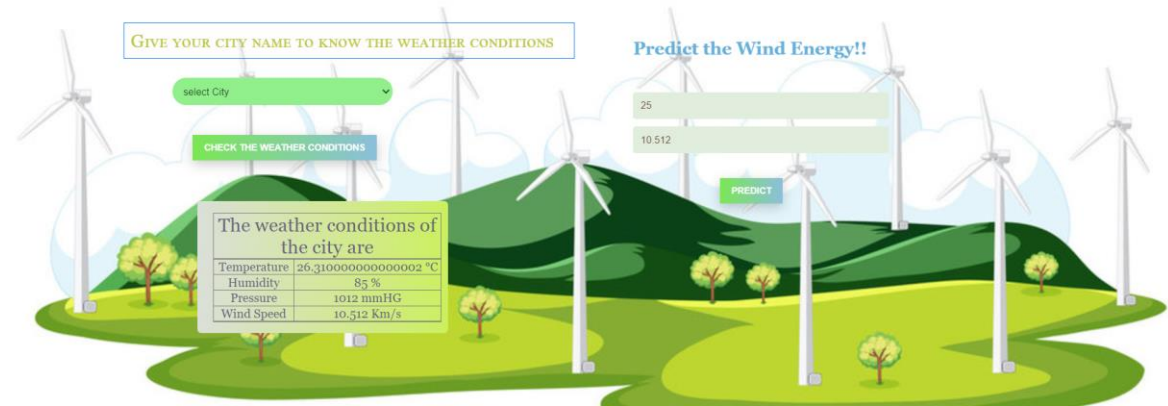 Give your city name to know the weather conditions
select City
CHECK THE WEATHER CONDITIONS
The weather conditions of
the city are
Temperature 26.310000000000002 °C
Humidity 85 %
Pressure 1012 mmHG
Wind Speed 10.512 Km/s
Predict the Wind Energy!!
25
10.512
PREDICT